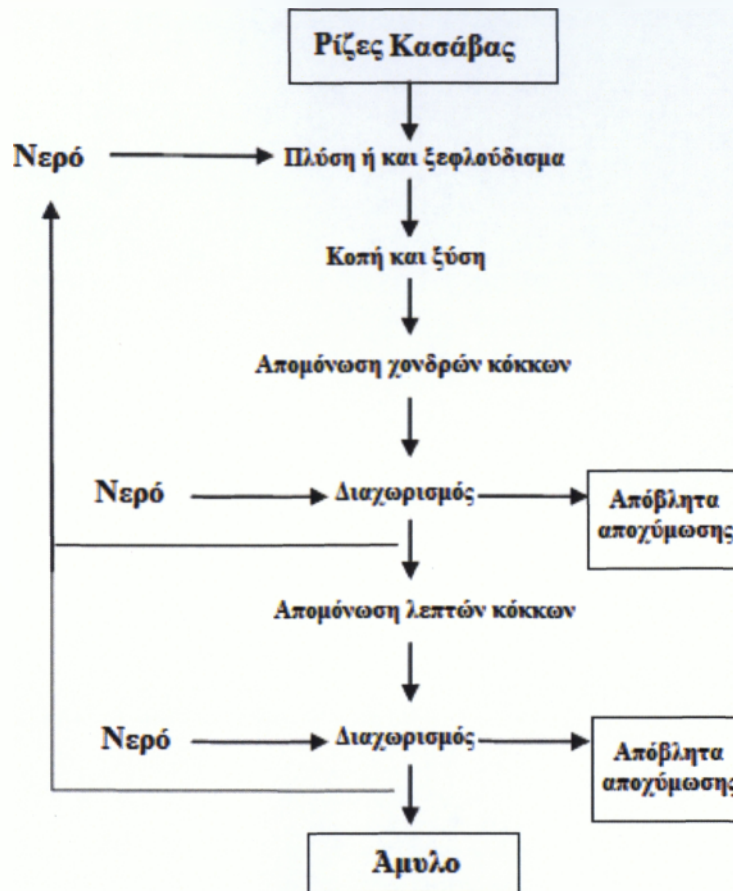 Ρίζες Κασάβας
Νερό
Πλύση ή και ξεφλούδισμα
Κοπή και ξύση
Απομόνωση χονδρών κόκκων
Νερό
Διαχωρισμός
Απόβλητα
αποχύμωσης
Απομόνωση λεπτών κόκκων
Νερό
Διαχωρισμός
Απόβλητα
αποχύμωσης
Άμυλο